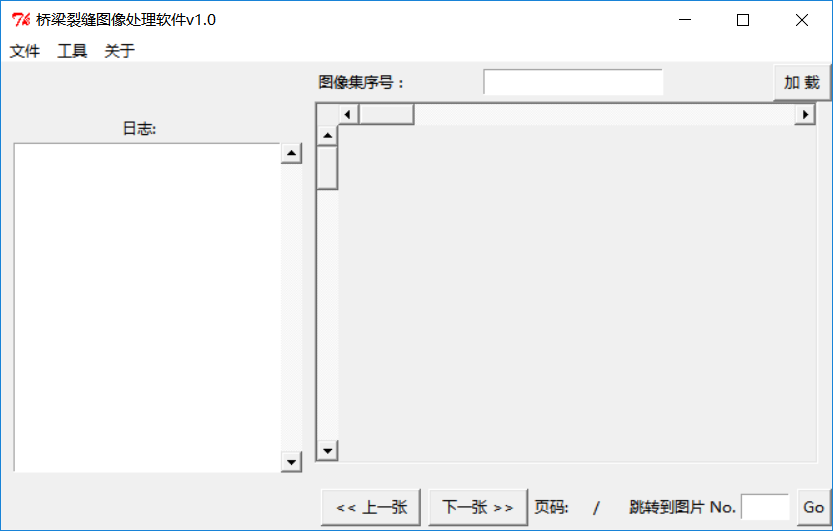 桥梁裂缝图像处理软件v1.0
文件 工具 关于
图像集序号： 加 载
日志:
<< 上一张 下一张 >> 页码: / 跳转到图片 No. Go